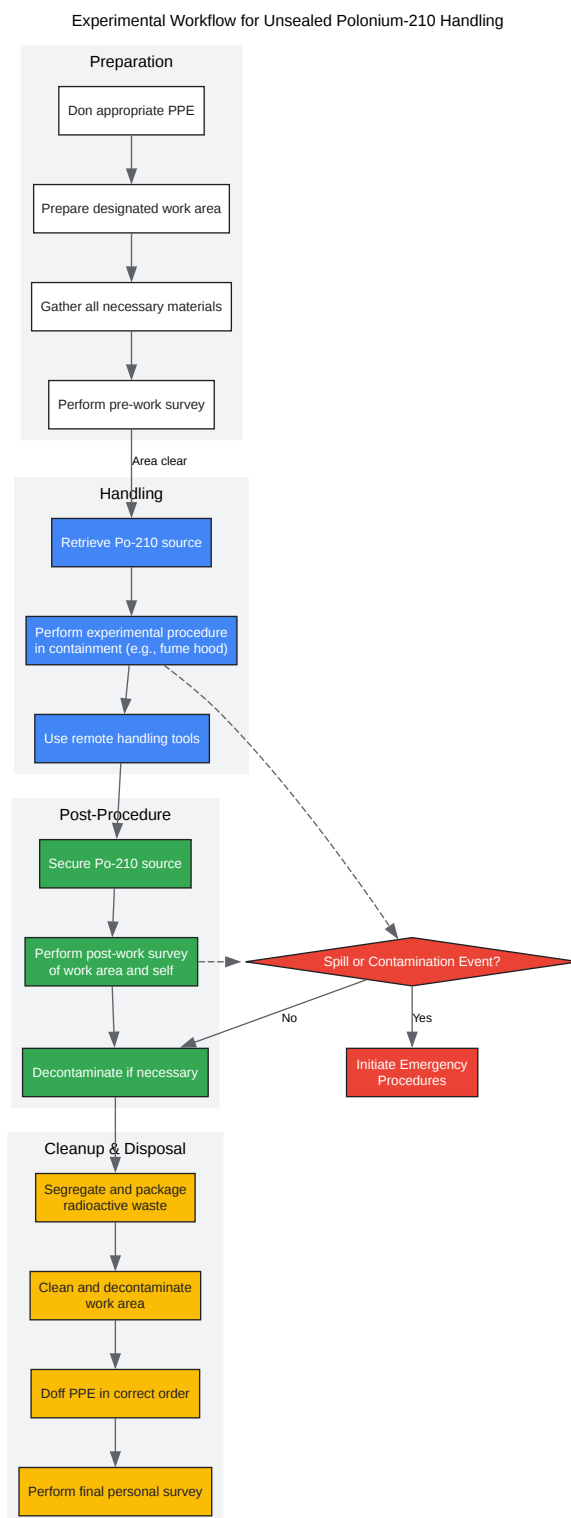 Experimental Workflow for Unsealed Polonium-210 Handling
Preparation
Don appropriate PPE
Prepare designated work area
Gather all necessary materials
Perform pre-work survey
Area clear
Handling
Retrieve Po-210 source
Perform experimental procedure
in containment (e.g., fume hood)
Use remote handling tools
Post-Procedure
Secure Po-210 source
Perform post-work survey
of work area and self
Spill or Contamination Event?
No
Yes
Decontaminate if necessary
Initiate Emergency
Procedures
Cleanup & Disposal
Segregate and package
radioactive waste
Clean and decontaminate
work area
Doff PPE in correct order
Perform final personal survey